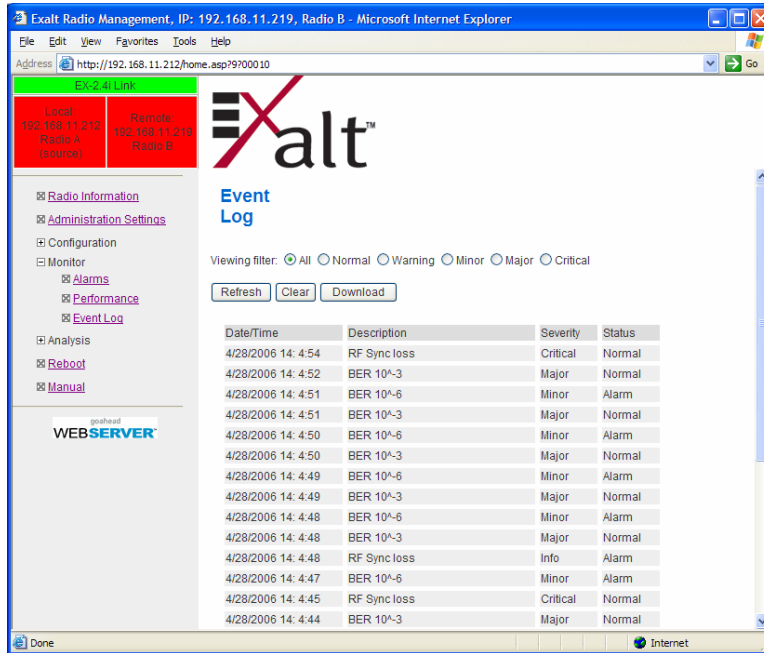 Exalt Radio Management, IP: 192.168.11.219, Radio B - Microsoft Internet Explorer
File Edit View Favorites Tools Help
Address http://192.168.11.212/home.asp?9?00010 Go
EX-2.4i Link
Local 192.168.11.212 Radio A (source)
Remote: 192.168.11.219 Radio B
EXalt™
Radio Information
Administration Settings
Configuration
Monitor
Alarms
Performance
Event Log
Analysis
Reboot
Manual
goahead
WEBSERVER
Event
Log
Viewing filter: All Normal Warning Minor Major Critical
Refresh Clear Download
Date/Time Description Severity Status
4/28/2006 14: 4:54 RF Sync loss Critical Normal
4/28/2006 14: 4:52 BER 10^-3 Major Normal
4/28/2006 14: 4:51 BER 10^-6 Minor Alarm
4/28/2006 14: 4:51 BER 10^-3 Major Normal
4/28/2006 14: 4:50 BER 10^-6 Minor Alarm
4/28/2006 14: 4:50 BER 10^-3 Major Normal
4/28/2006 14: 4:49 BER 10^-6 Minor Alarm
4/28/2006 14: 4:49 BER 10^-3 Major Normal
4/28/2006 14: 4:48 BER 10^-6 Minor Alarm
4/28/2006 14: 4:48 BER 10^-3 Major Normal
4/28/2006 14: 4:48 RF Sync loss Info Alarm
4/28/2006 14: 4:47 BER 10^-6 Minor Alarm
4/28/2006 14: 4:45 RF Sync loss Critical Normal
4/28/2006 14: 4:44 BER 10^-3 Major Normal
Done Internet